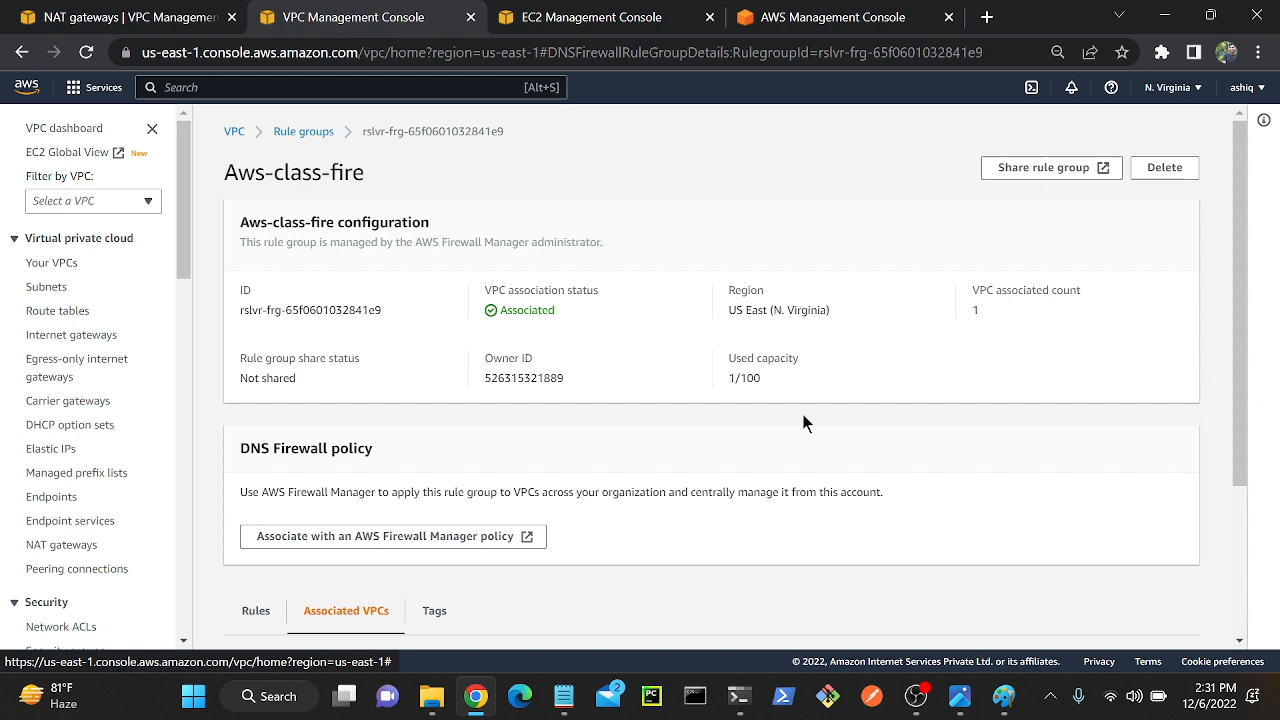 NAT gateways | VPC Managemen
VPC Management Console
EC2 Management Console
AWS Management Console
us-east-1.console.aws.amazon.com/vpc/home?region=us-east-1#DNSFirewallRuleGroupDetails:RulegroupId=rslvr-frg-65f0601032841e9
aws
Services
Search
[Alt+S]
N. Virginia
ashiq
VPC dashboard
EC2 Global View
New
Filter by VPC:
Select a VPC
Virtual private cloud
Your VPCs
Subnets
Route tables
Internet gateways
Egress-only internet
gateways
Carrier gateways
DHCP option sets
Elastic IPs
Managed prefix lists
Endpoints
Endpoint services
NAT gateways
Peering connections
Security
Network ACLs
VPC
Rule groups
rslvr-frg-65f0601032841e9
Aws-class-fire
Share rule group
Delete
Aws-class-fire configuration
This rule group is managed by the AWS Firewall Manager administrator.
ID
rslvr-frg-65f0601032841e9
VPC association status
Associated
Region
US East (N. Virginia)
VPC associated count
1
Rule group share status
Not shared
Owner ID
526315321889
Used capacity
1/100
DNS Firewall policy
Use AWS Firewall Manager to apply this rule group to VPCs across your organization and centrally manage it from this account.
Associate with an AWS Firewall Manager policy
Rules
Associated VPCs
Tags
https://us-east-1.console.aws.amazon.com/vpc/home?region=us-east-1#
© 2022, Amazon Internet Services Private Ltd. or its affiliates.
Privacy
Terms
Cookie preferences
81°F
Haze
Search
2
PC
2:31 PM
12/6/2022